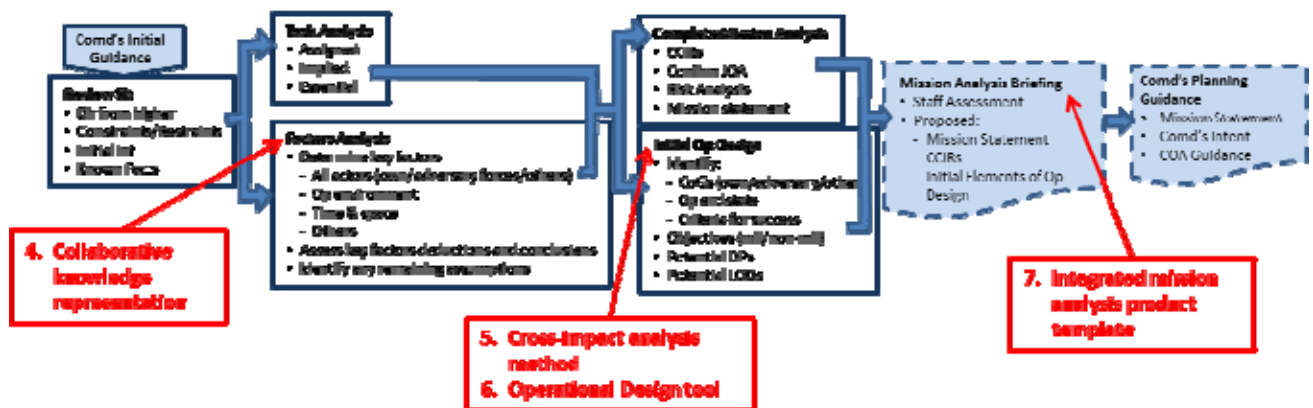 Comd's Initial
Guidance
Review Sit
Dir from higher
Constraints/Restraints
Initial Int
Known Force
Task Analysis
• Assigned
• Implied
• Essential
Factors Analysis
• Determine key factors
– All actors (own/adversary forces/others)
– Op environment
– Time & space
– Others
• Assess key factors deductions and conclusions
• Identify any remaining assumptions
Complete Mission Analysis
• CCIRs
• Confirm JOA
• Risk Analysis
• Mission statement
Initial Op Design
• Identify:
– CoGs (own/adversary/other
– Op endstate
– Criteria for success
• Objectives (mil/non-mil)
• Potential DPs
• Potential LOOs
Mission Analysis Briefing
• Staff Assessment
• Proposed:
– Mission Statement
CCIRs
Initial Elements of Op
Design
Comd's Planning
Guidance
• Mission Statement
• Comd's Intent
• COA Guidance
4. Collaborative
knowledge
representation
5. Cross-impact analysis
method
6. Operational Design tool
7. Integrated mission
analysis product
template